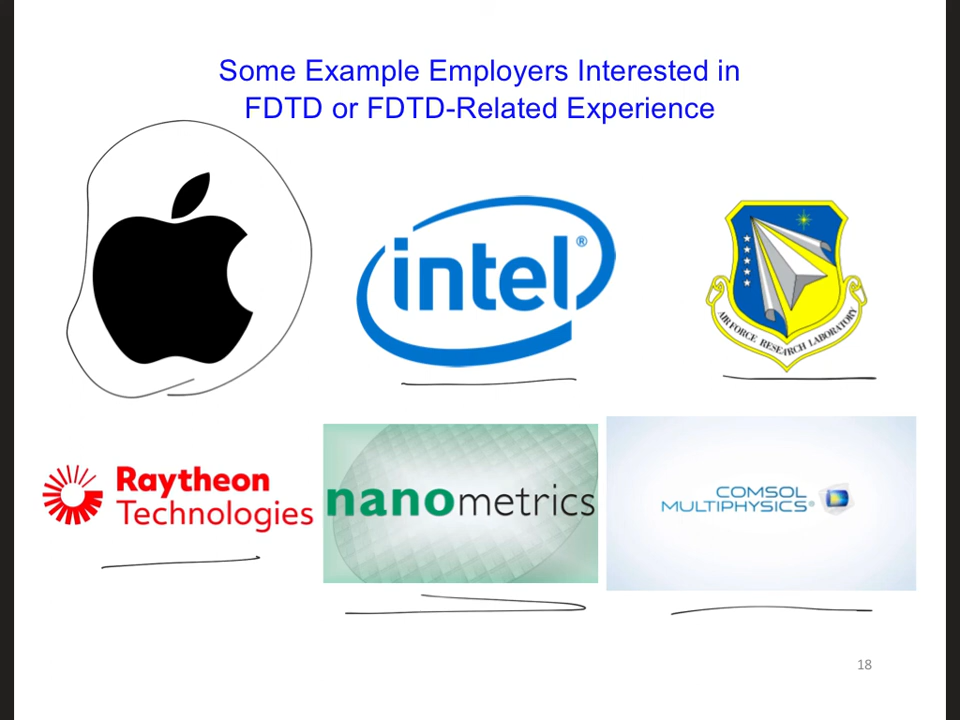 Some Example Employers Interested in
FDTD or FDTD-Related Experience
intel®
AIR FORCE RESEARCH LABORATORY
Raytheon
Technologies
nanometrics
COMSOL
MULTIPHYSICS®
18